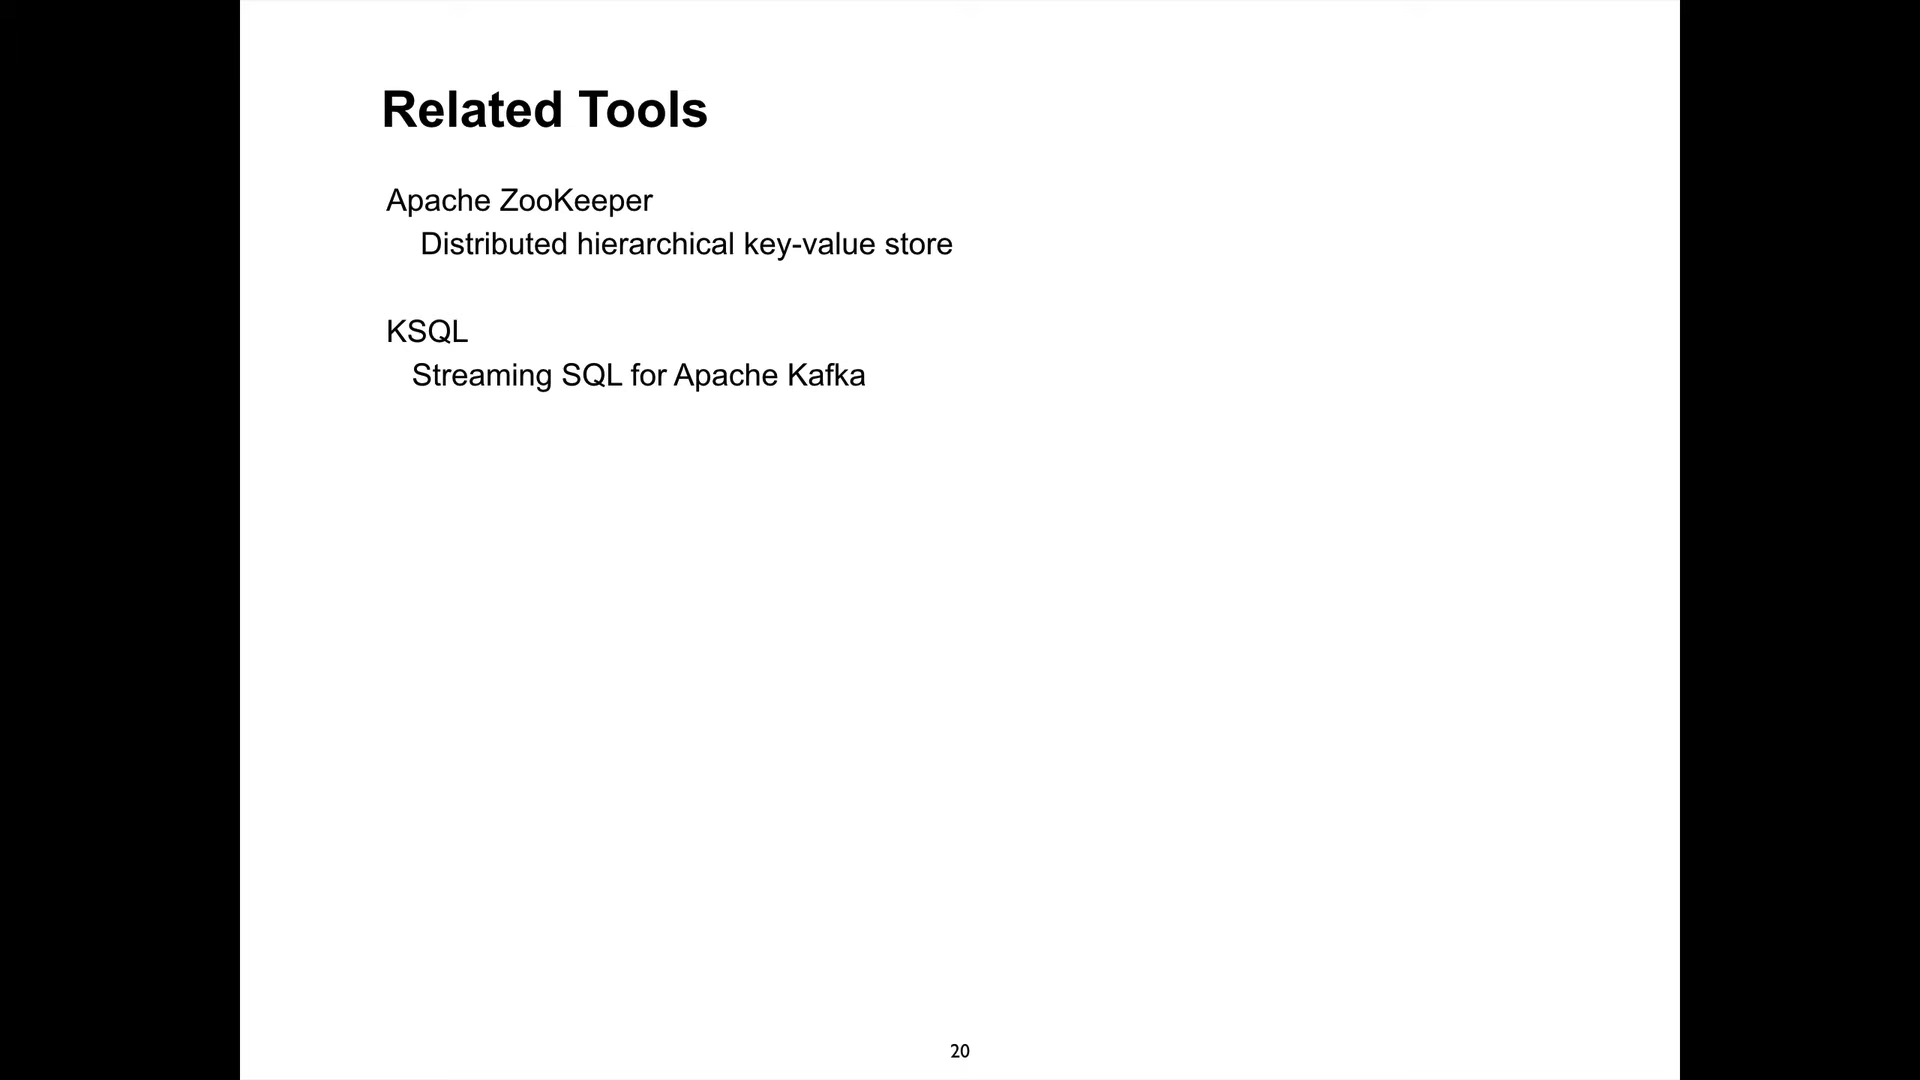 Related Tools
Apache ZooKeeper
Distributed hierarchical key-value store
KSQL
Streaming SQL for Apache Kafka
20